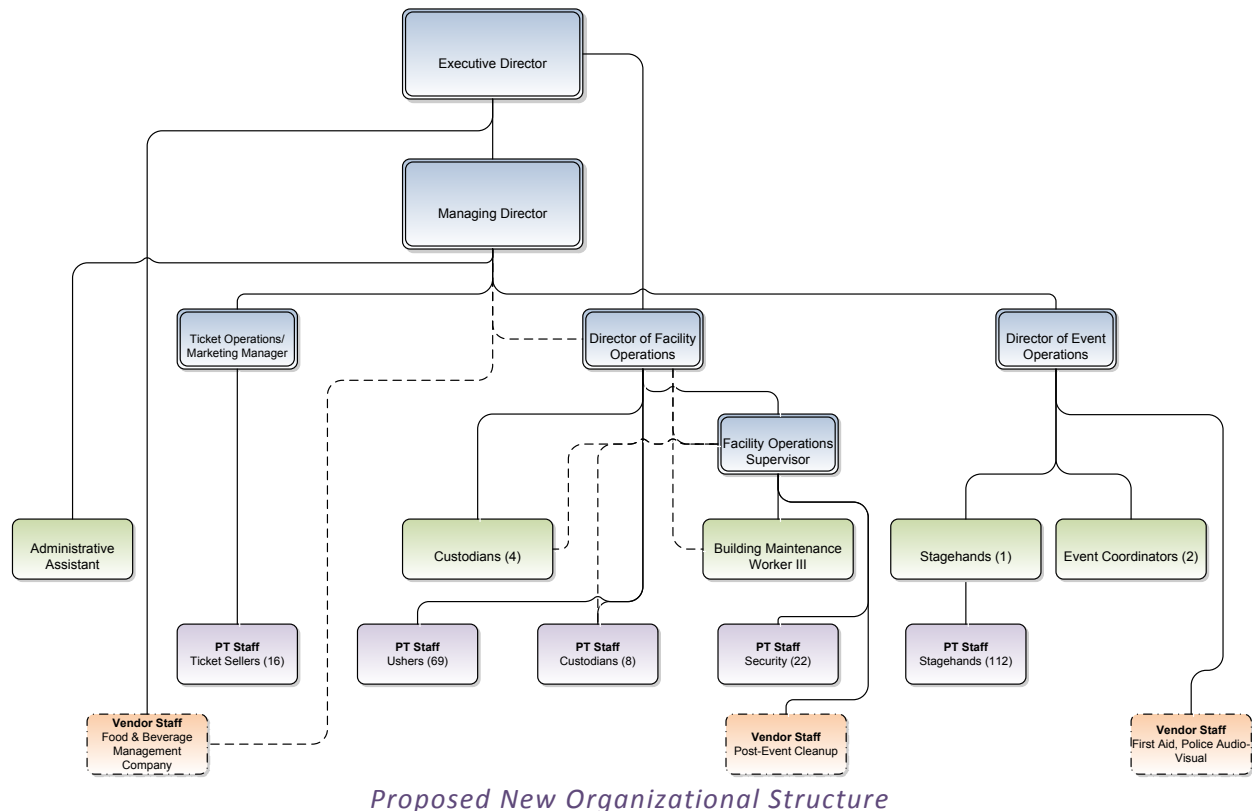 Executive Director
Managing Director
Ticket Operations/
Marketing Manager
Director of Facility
Operations
Director of Event
Operations
Facility Operations
Supervisor
Administrative
Assistant
Custodians (4)
Building Maintenance
Worker III
Stagehands (1)
Event Coordinators (2)
PT Staff
Ticket Sellers (16)
PT Staff
Ushers (69)
PT Staff
Custodians (8)
PT Staff
Security (22)
PT Staff
Stagehands (112)
Vendor Staff
Food & Beverage
Management
Company
Vendor Staff
Post-Event Cleanup
Vendor Staff
First Aid, Police Audio-
Visual
Proposed New Organizational Structure